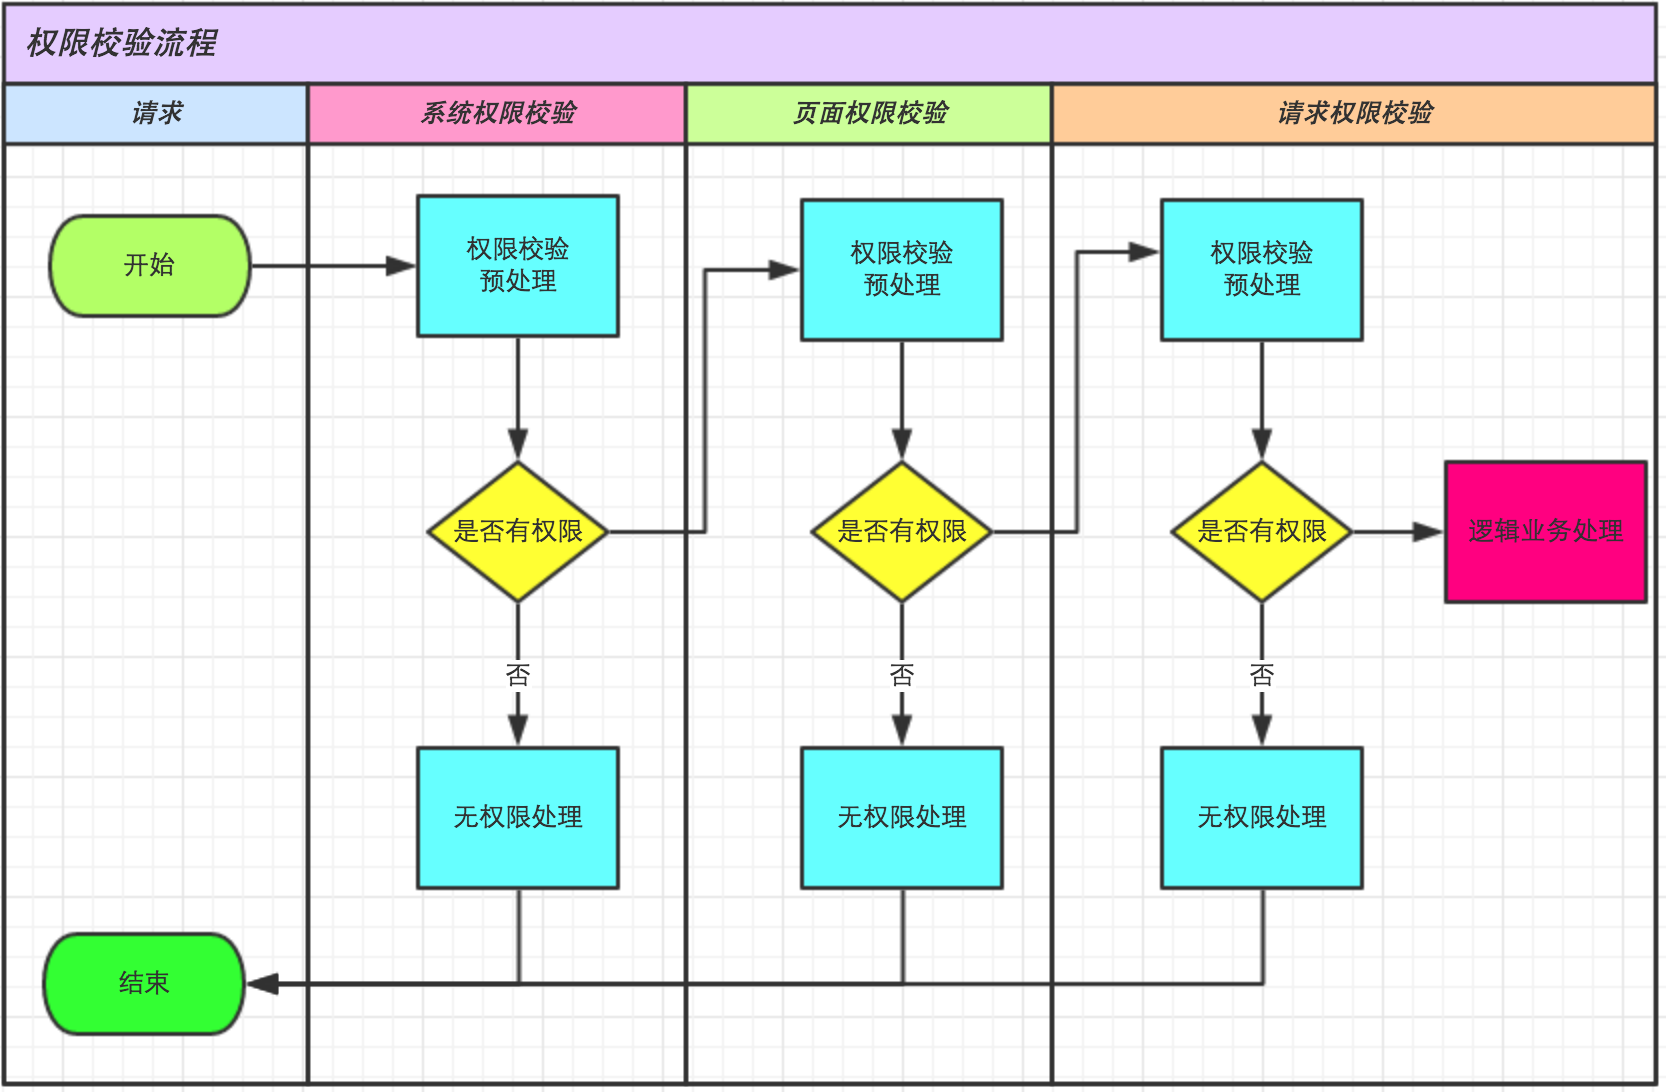 权限校验流程
请求
系统权限校验
页面权限校验
请求权限校验
开始
权限校验
预处理
权限校验
预处理
权限校验
预处理
是否有权限
是否有权限
是否有权限
逻辑业务处理
否
否
否
无权限处理
无权限处理
无权限处理
结束